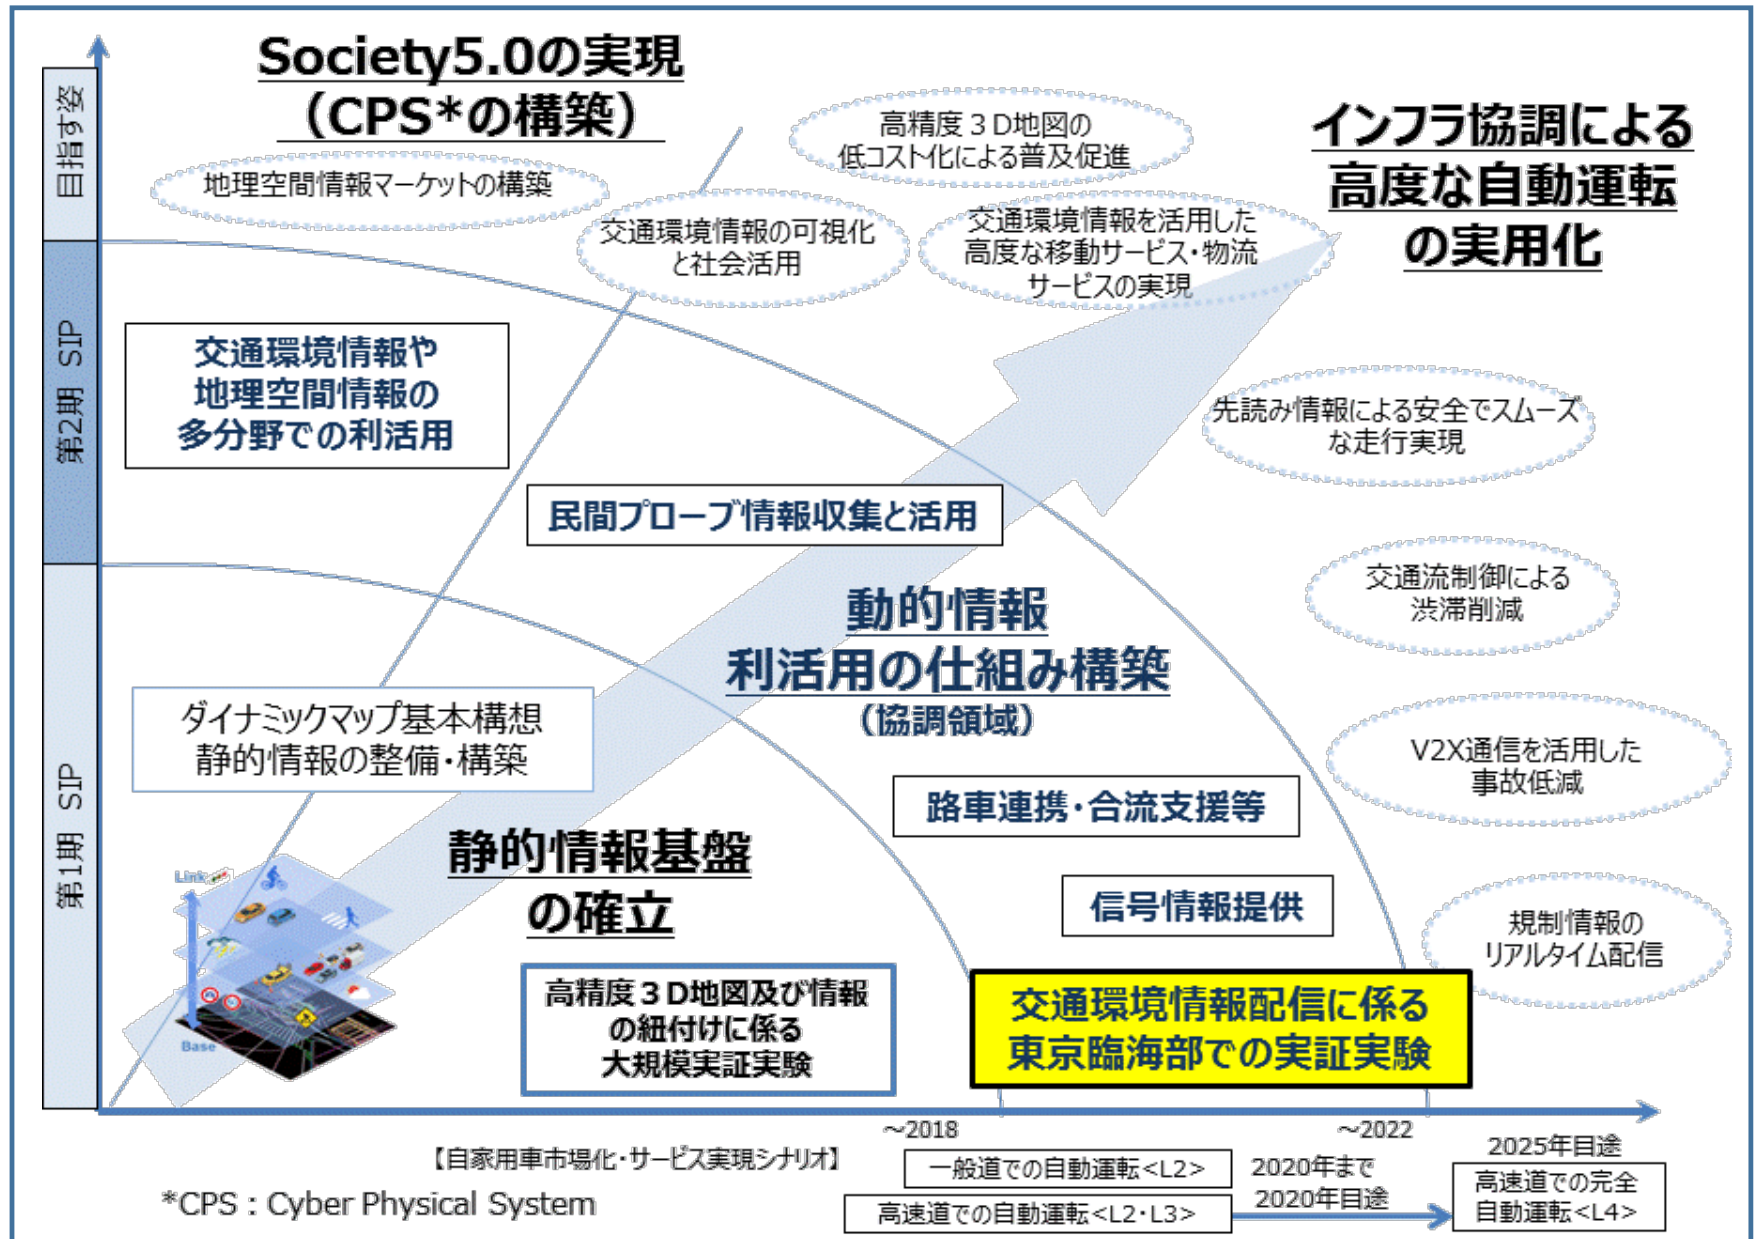 Society5.0の実現
（CPS*の構築）
目指す姿
地理空間情報マーケットの構築
高精度３D地図の
低コスト化による普及促進
インフラ協調による
高度な自動運転
の実用化
交通環境情報の可視化
と社会活用
交通環境情報を活用した
高度な移動サービス・物流
サービスの実現
第2期 SIP
交通環境情報や
地理空間情報の
多分野での利活用
先読み情報による安全でスムーズ
な走行実現
民間プローブ情報収集と活用
交通流制御による
渋滞削減
動的情報
利活用の仕組み構築
（協調領域）
第1期 SIP
ダイナミックマップ基本構想
静的情報の整備・構築
V2X通信を活用した
事故低減
路車連携・合流支援等
静的情報基盤
の確立
信号情報提供
規制情報の
リアルタイム配信
Link
Base
高精度３D地図及び情報
の紐付けに係る
大規模実証実験
交通環境情報配信に係る
東京臨海部での実証実験
～2018
～2022
2025年目途
【自家用車市場化・サービス実現シナリオ】
一般道での自動運転<L2>
2020年まで
高速道での自動運転<L2・L3>
2020年目途
高速道での完全
自動運転<L4>
*CPS : Cyber Physical System